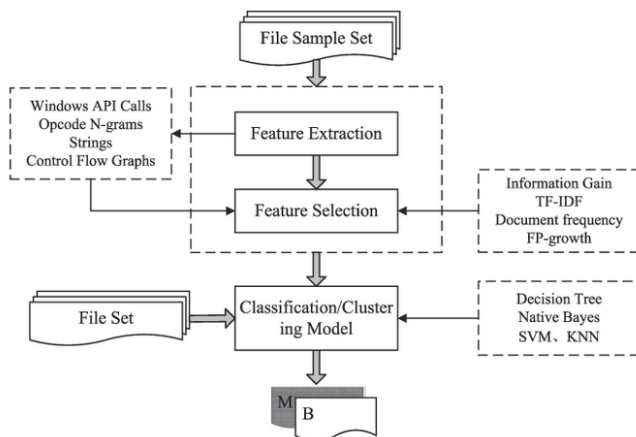 File Sample Set
Windows API Calls
Opcode N-grams
Strings
Control Flow Graphs
Feature Extraction
Feature Selection
Information Gain
TF-IDF
Document frequency
FP-growth
File Set
Classification/Cluster
ing Model
Decision Tree
Native Bayes
SVM、KNN
M
B